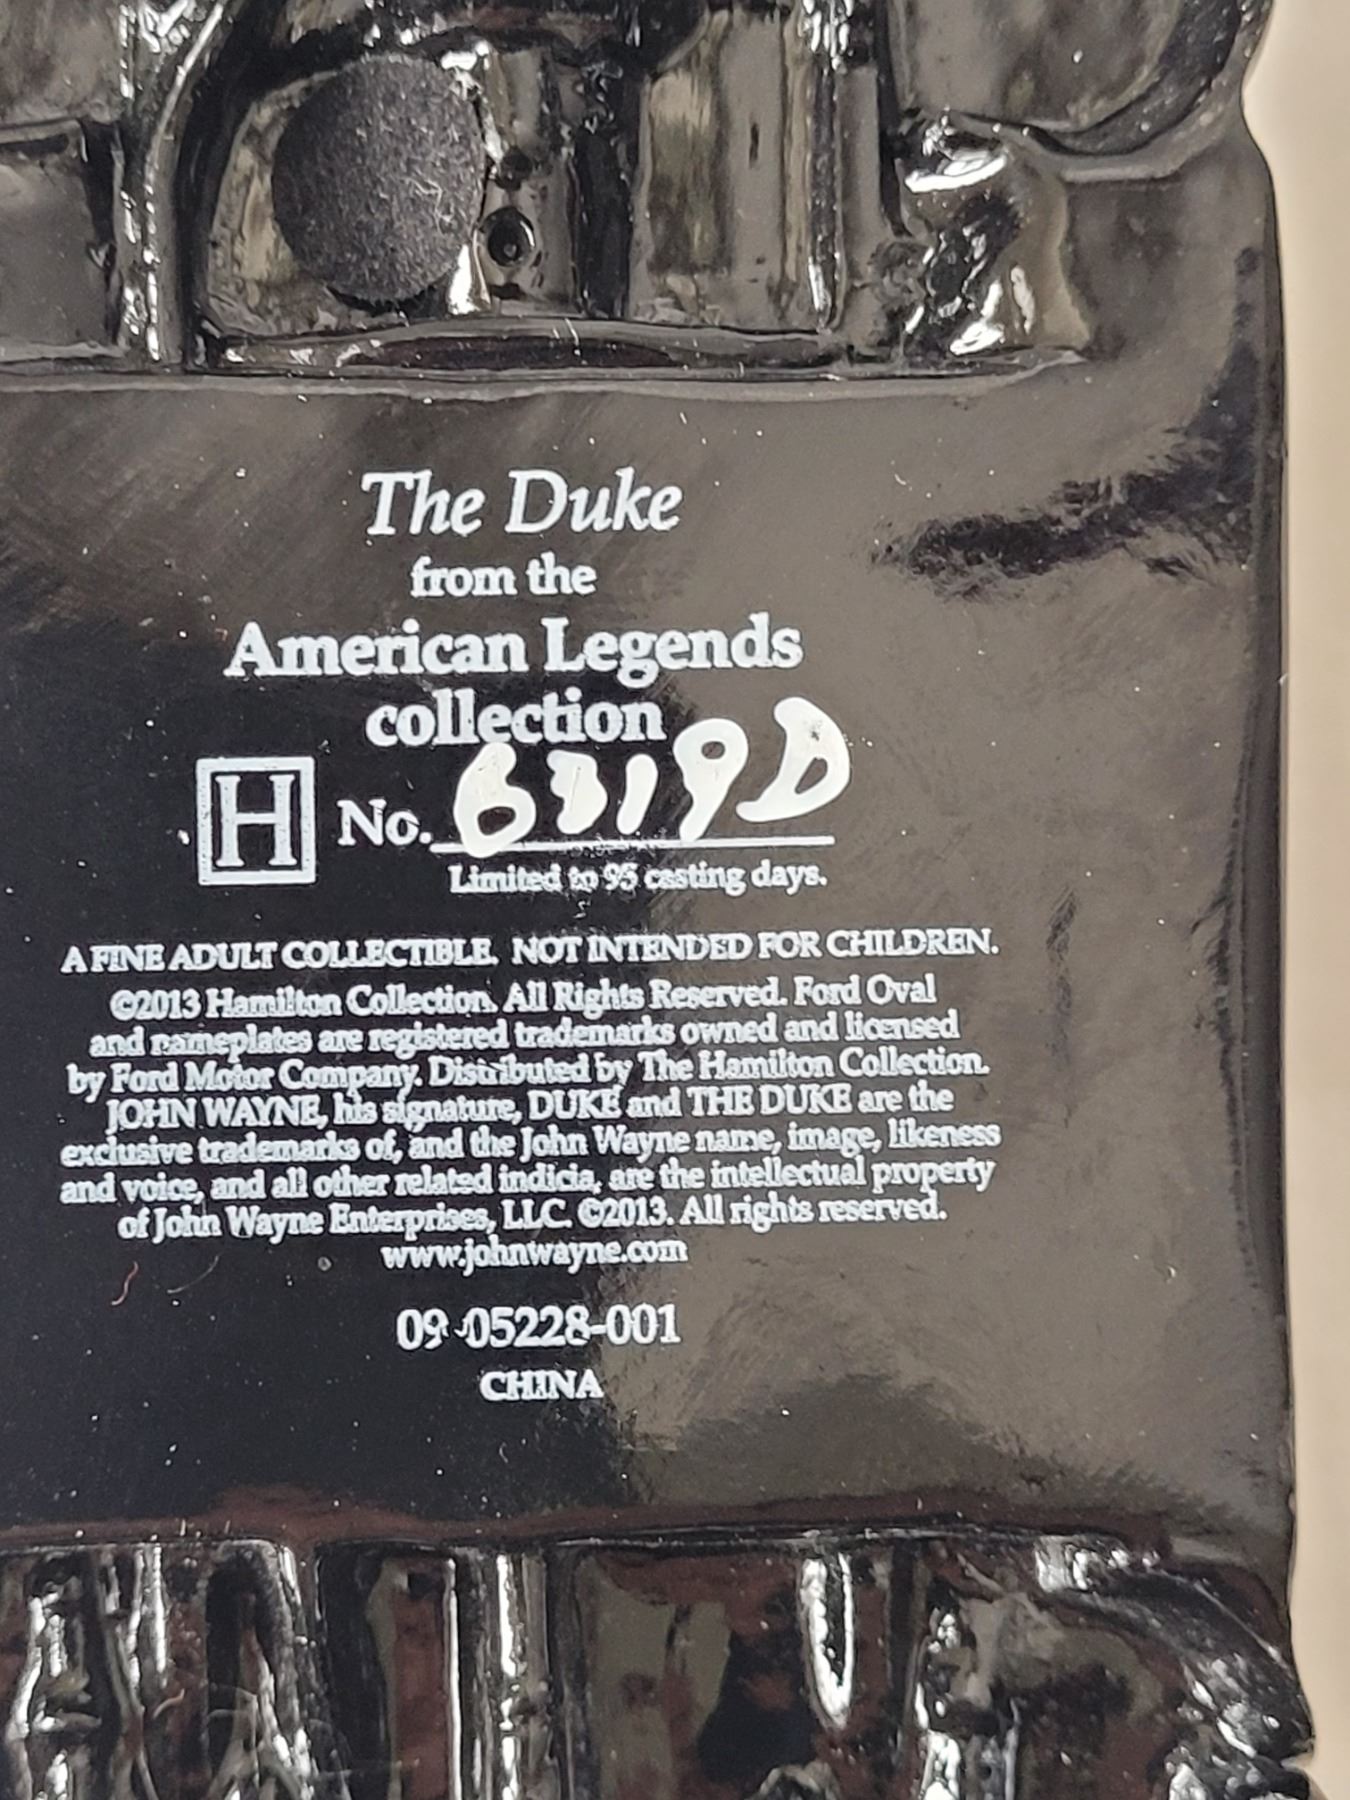 The Duke
from the
American Legends
collection
H No. 6319D
Limited to 95 casting days.
A FINE ADULT COLLECTIBLE. NOT INTENDED FOR CHILDREN.
©2013 Hamilton Collection. All Rights Reserved. Ford Oval
and nameplates are registered trademarks owned and licensed
by Ford Motor Company. Distributed by The Hamilton Collection.
JOHN WAYNE, his signature, DUKE and THE DUKE are the
exclusive trademarks of, and the John Wayne name, image, likeness
and voice, and all other related indicia, are the intellectual property
of John Wayne Enterprises, LLC. ©2013. All rights reserved.
www.johnwayne.com
09-05228-001
CHINA